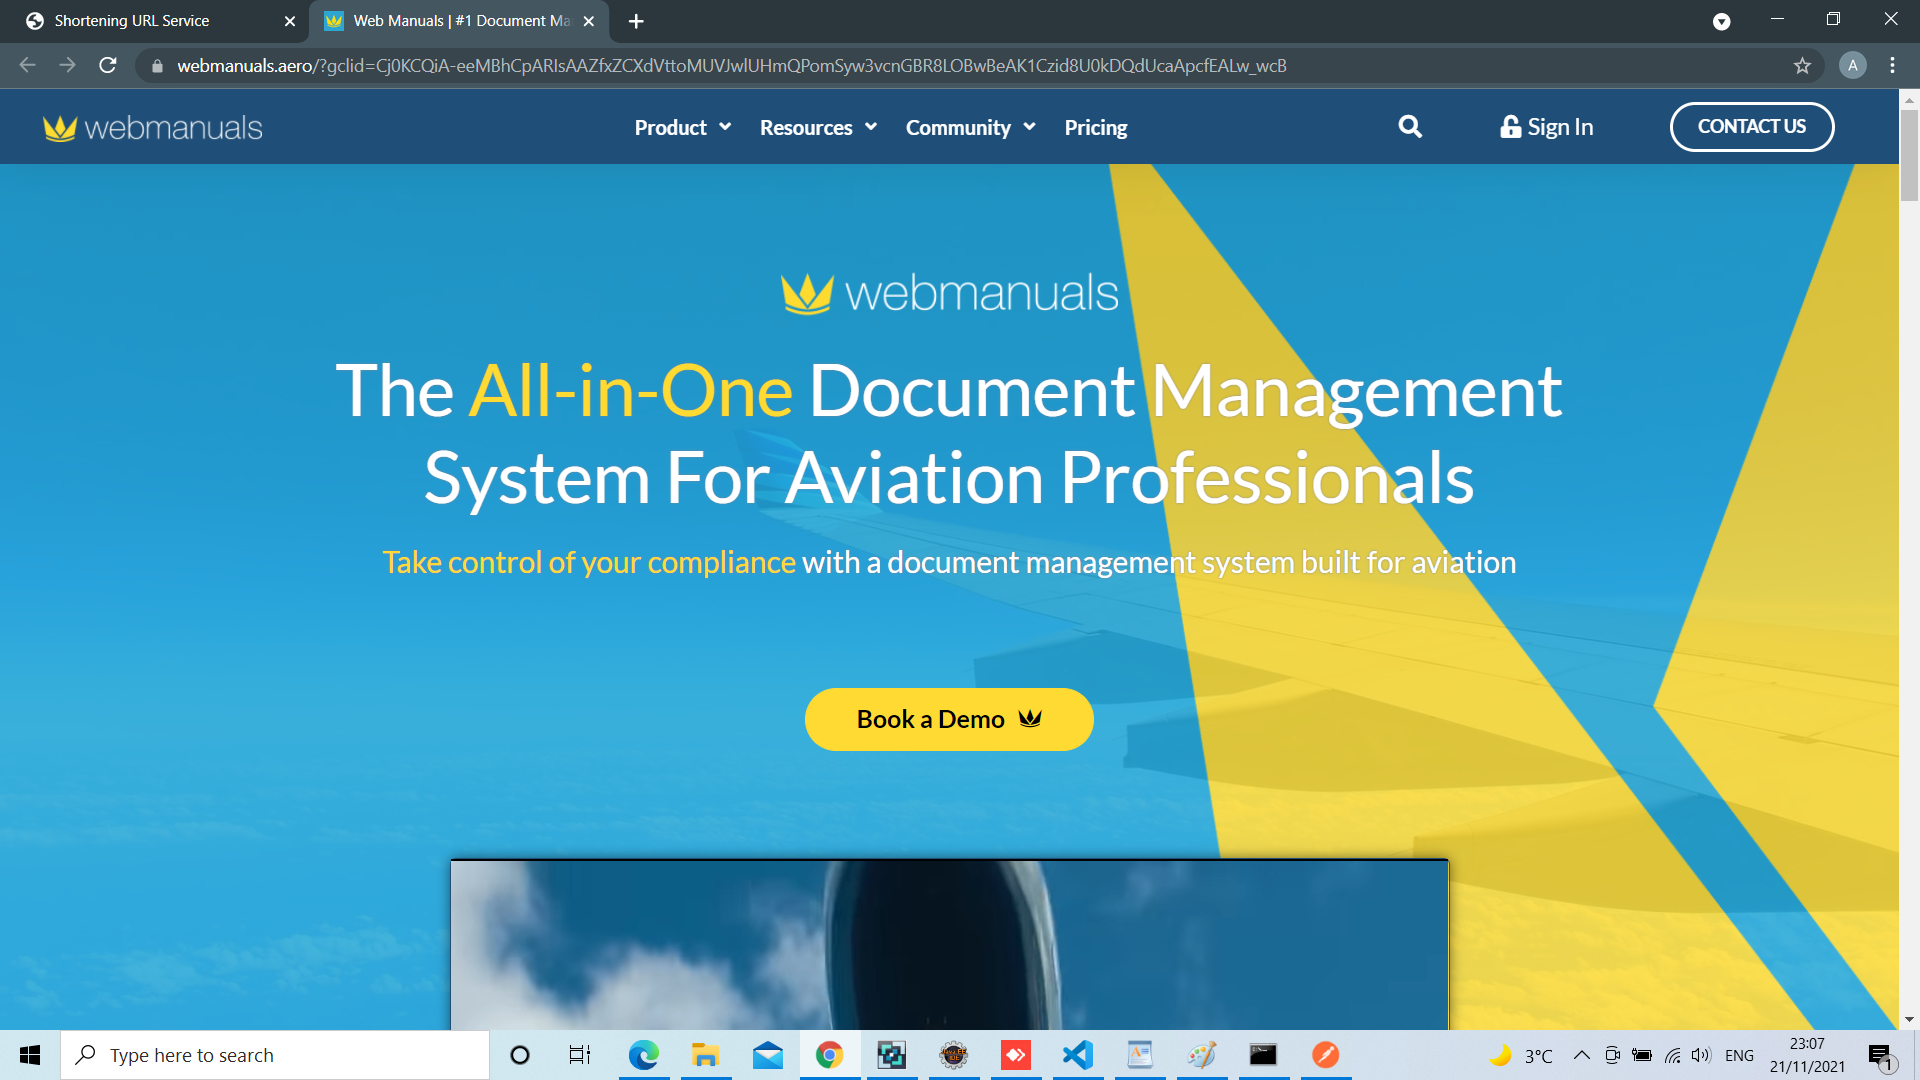 Shortening URL Service
Web Manuals | #1 Document Ma
webmanuals.aero/?gclid=Cj0KCQiA-eeMBhCpARIsAAZfxZCXdVttoMUVJwlUHmQPomSyw3vcnGBR8LOBwBeAK1Czid8U0kDQdUcaApcfEALw_wcB
A
webmanuals
Product
Resources
Community
Pricing
Sign In
CONTACT US
webmanuals
The All-in-One Document Management
System For Aviation Professionals
Take control of your compliance with a document management system built for aviation
Book a Demo
Type here to search
3°C
ENG
23:07
21/11/2021
1